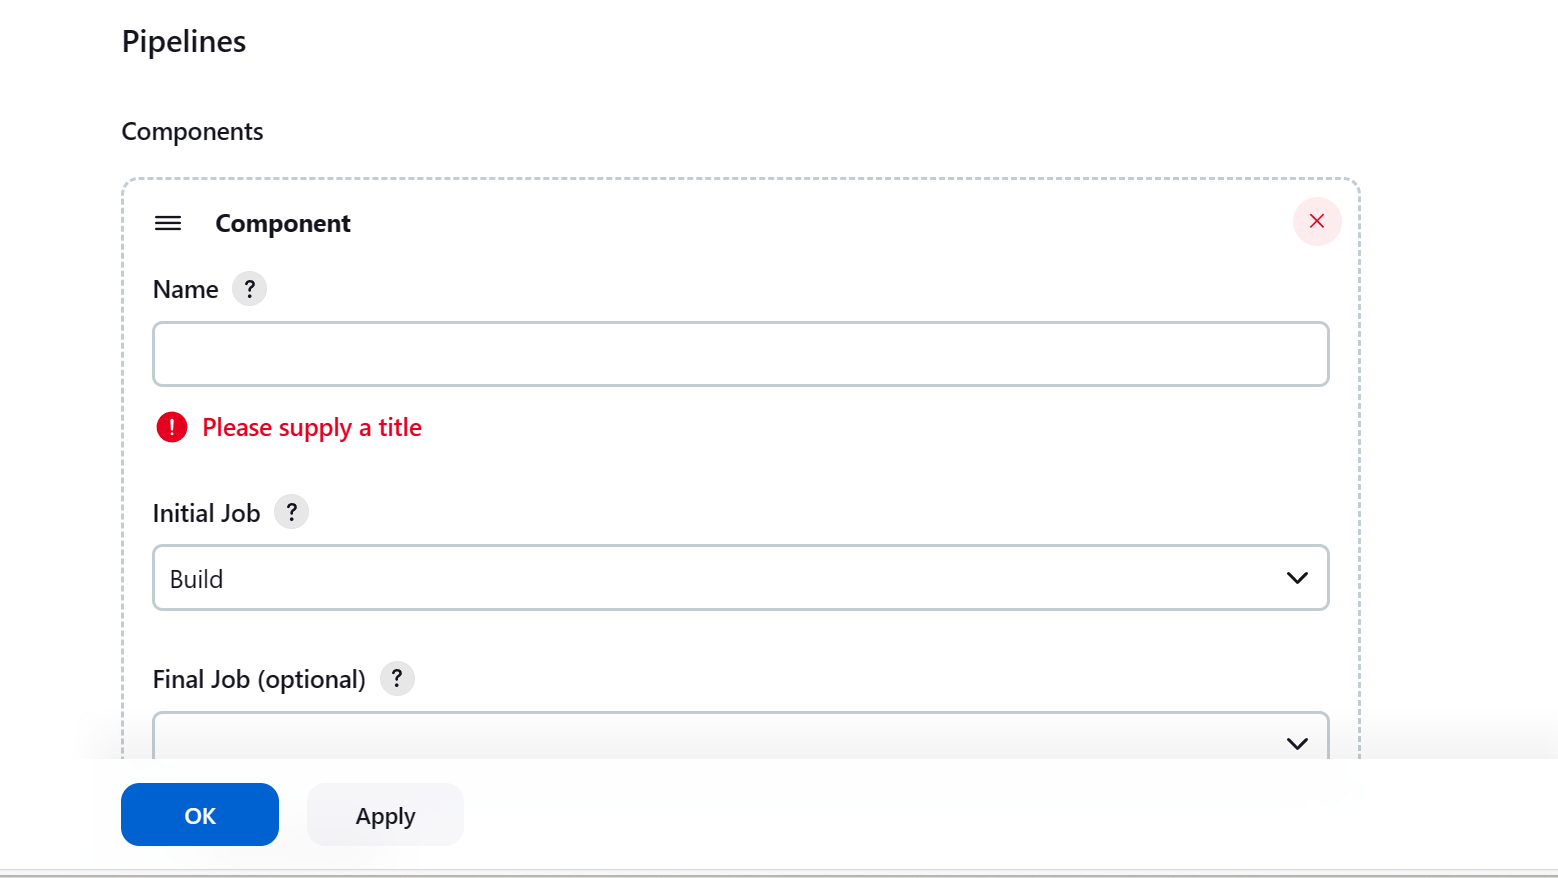 Pipelines
Components
Component
Name ?
Please supply a title
Initial Job ?
Build
Final Job (optional) ?
OK Apply